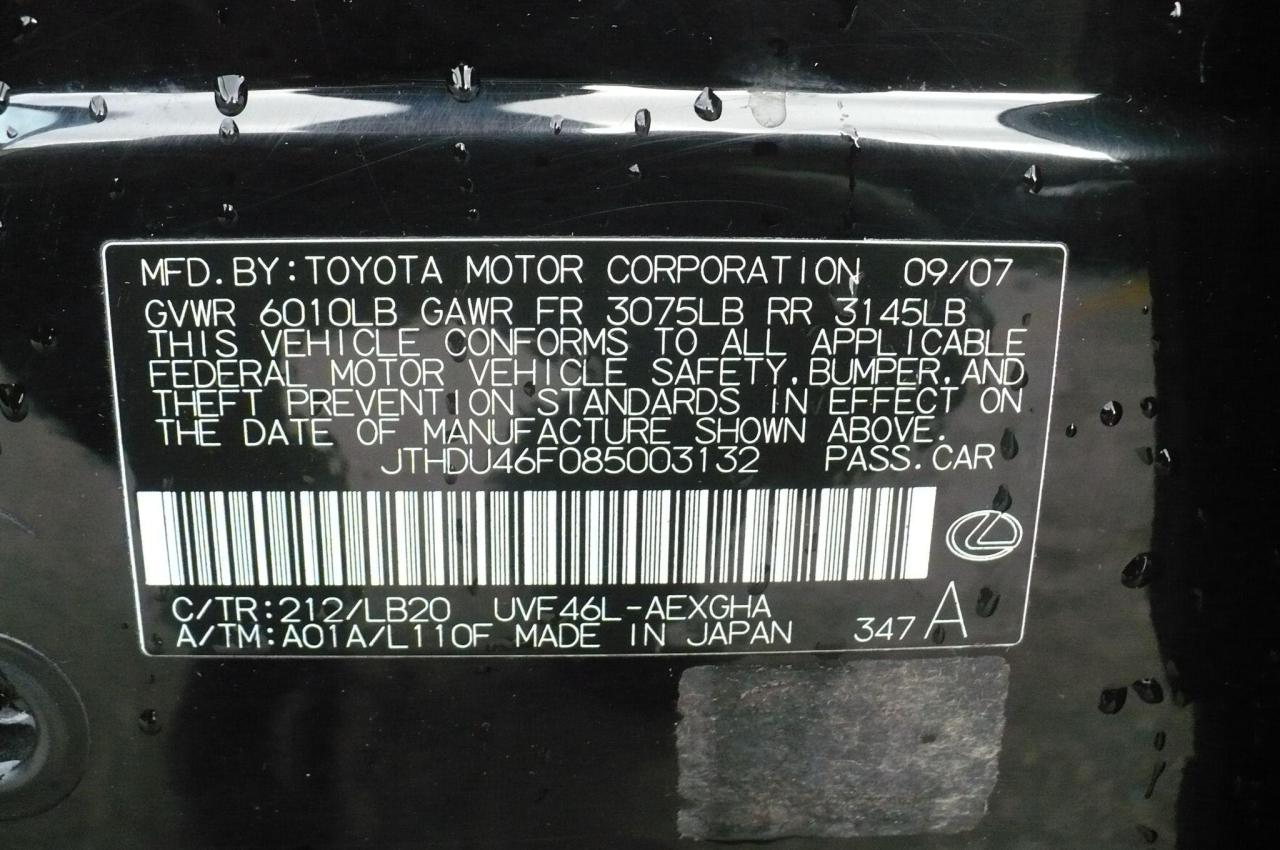 MFD.BY:TOYOTA MOTOR CORPORATION 09/07
GVWR 6010LB GAWR FR 3075LB RR 3145LB
THIS VEHICLE CONFORMS TO ALL APPLICABLE
FEDERAL MOTOR VEHICLE SAFETY,BUMPER,AND
THEFT PREVENTION STANDARDS IN EFFECT ON
THE DATE OF MANUFACTURE SHOWN ABOVE.
JTHDU46F085003132 PASS.CAR
C/TR:212/LB20 UVF46L-AEXGHA
A/TM:A01A/L110F MADE IN JAPAN 347 A